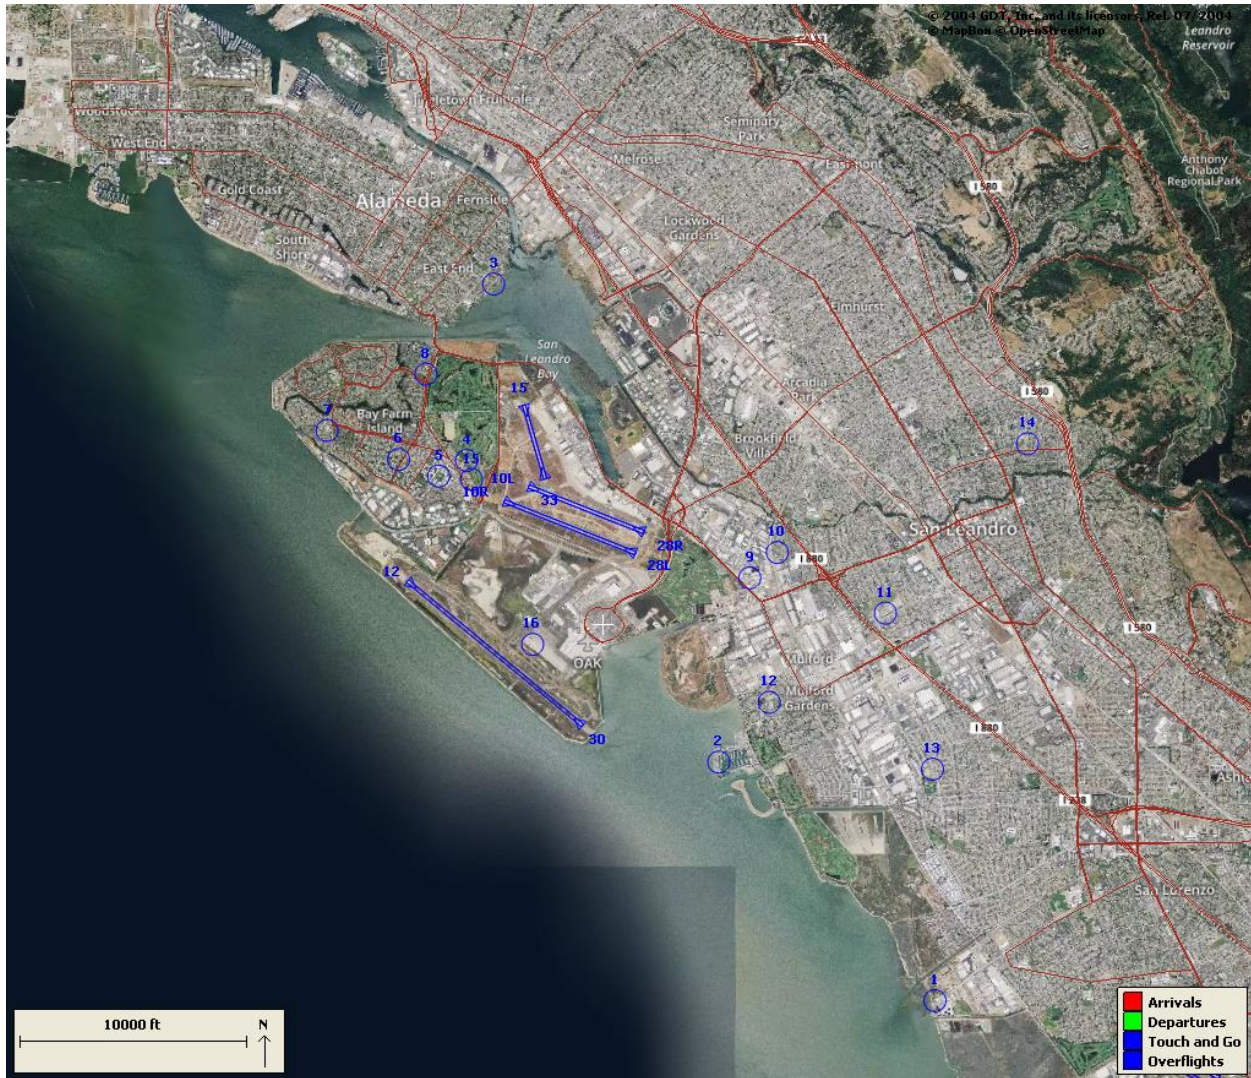 © 2004 GDT, Inc. and its licensors, Rel. 07/2004
© MapBox © OpenStreetMap
Leandro
Reservoir
Fruitvale
Woodstock
West End
Seminary
Park
Melrose
Eastmont
Anthony
Chabot
Regional Park
I 580
Gold Coast
Alameda
Fernside
Lockwood
Gardens
South
Shore
East End
3
Elmhurst
San
Leandro
Bay
8
15
Arcadia
Park
I 580
7
Bay Farm
Island
14
Brookfield
Village
6
4
5
15
10L
10R
33
San Leandro
28R
10
I 880
28L
9
12
11
I 580
16
OAK
Mulford
12
Mulford
Gardens
30
2
I 880
13
I 238
San Lorenzo
1
10000 ft
N
Arrivals
Departures
Touch and Go
Overflights